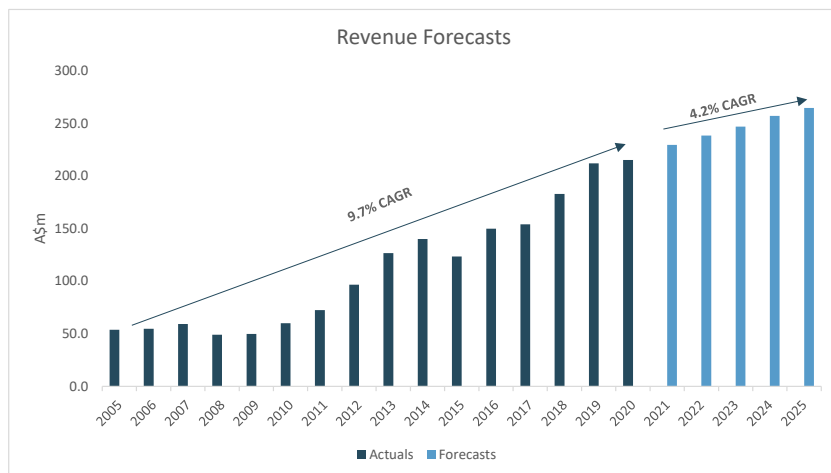 Revenue Forecasts
300.0
250.0
200.0
150.0
100.0
50.0
0.0
A$m
9.7% CAGR
4.2% CAGR
2005 2006 2007 2008 2009 2010 2011 2012 2013 2014 2015 2016 2017 2018 2019 2020 2021 2022 2023 2024 2025
Actuals Forecasts